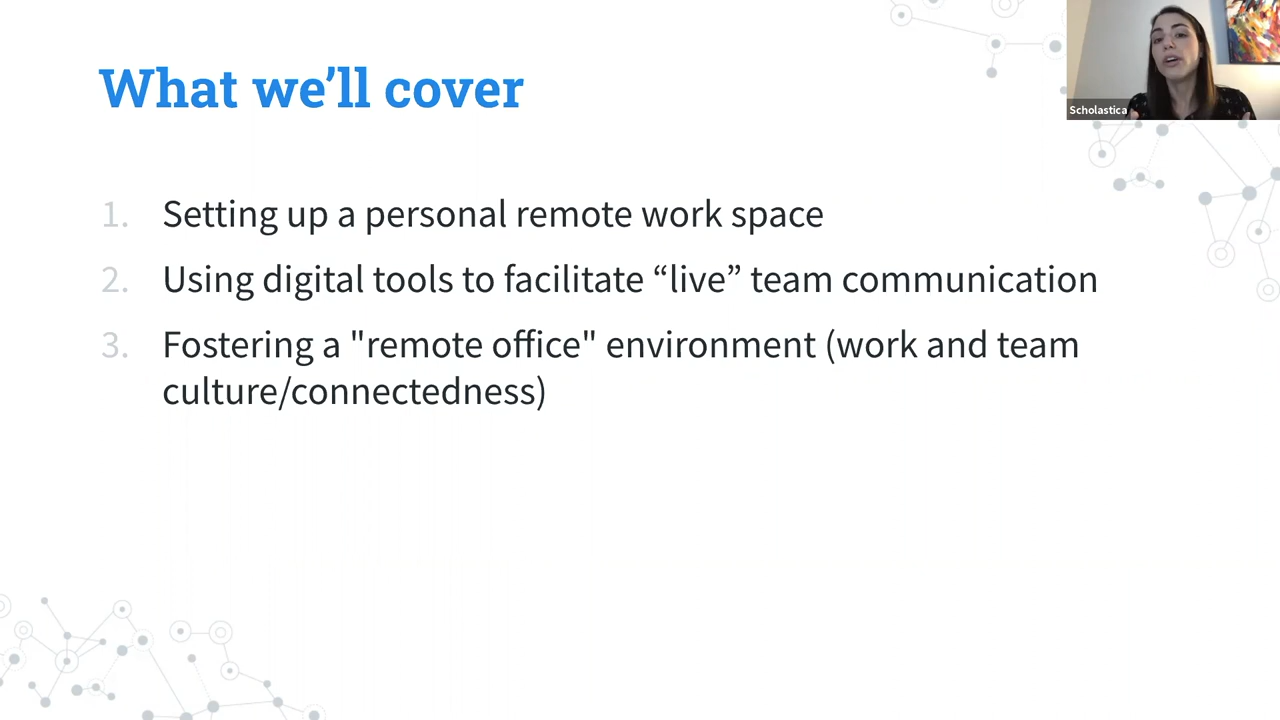 What we’ll cover
Scholastica
1. Setting up a personal remote work space
2. Using digital tools to facilitate “live” team communication
3. Fostering a "remote office" environment (work and team
culture/connectedness)